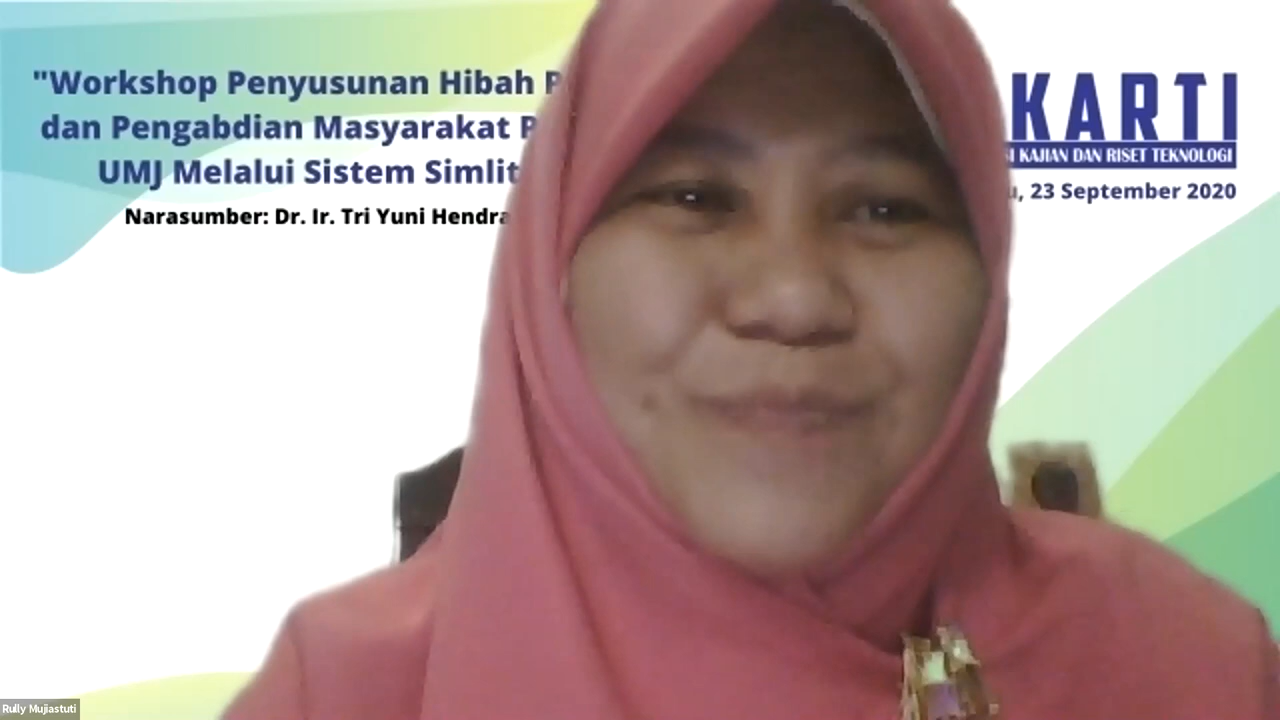 "Workshop Penyusunan Hibah P
dan Pengabdian Masyarakat P
UMJ Melalui Sistem Simlit
Narasumber: Dr. Ir. Tri Yuni Hendra
KARTI
SI KAJIAN DAN RISET TEKNOLOGI
u, 23 September 2020
Rully Mujiastuti